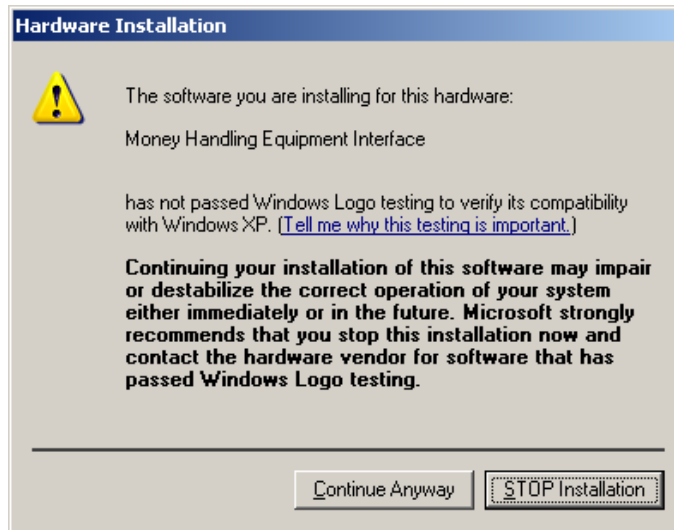 Hardware Installation
The software you are installing for this hardware:
Money Handling Equipment Interface
has not passed Windows Logo testing to verify its compatibility
with Windows XP. (Tell me why this testing is important.)
Continuing your installation of this software may impair
or destabilize the correct operation of your system
either immediately or in the future. Microsoft strongly
recommends that you stop this installation now and
contact the hardware vendor for software that has
passed Windows Logo testing.
Continue Anyway
STOP Installation